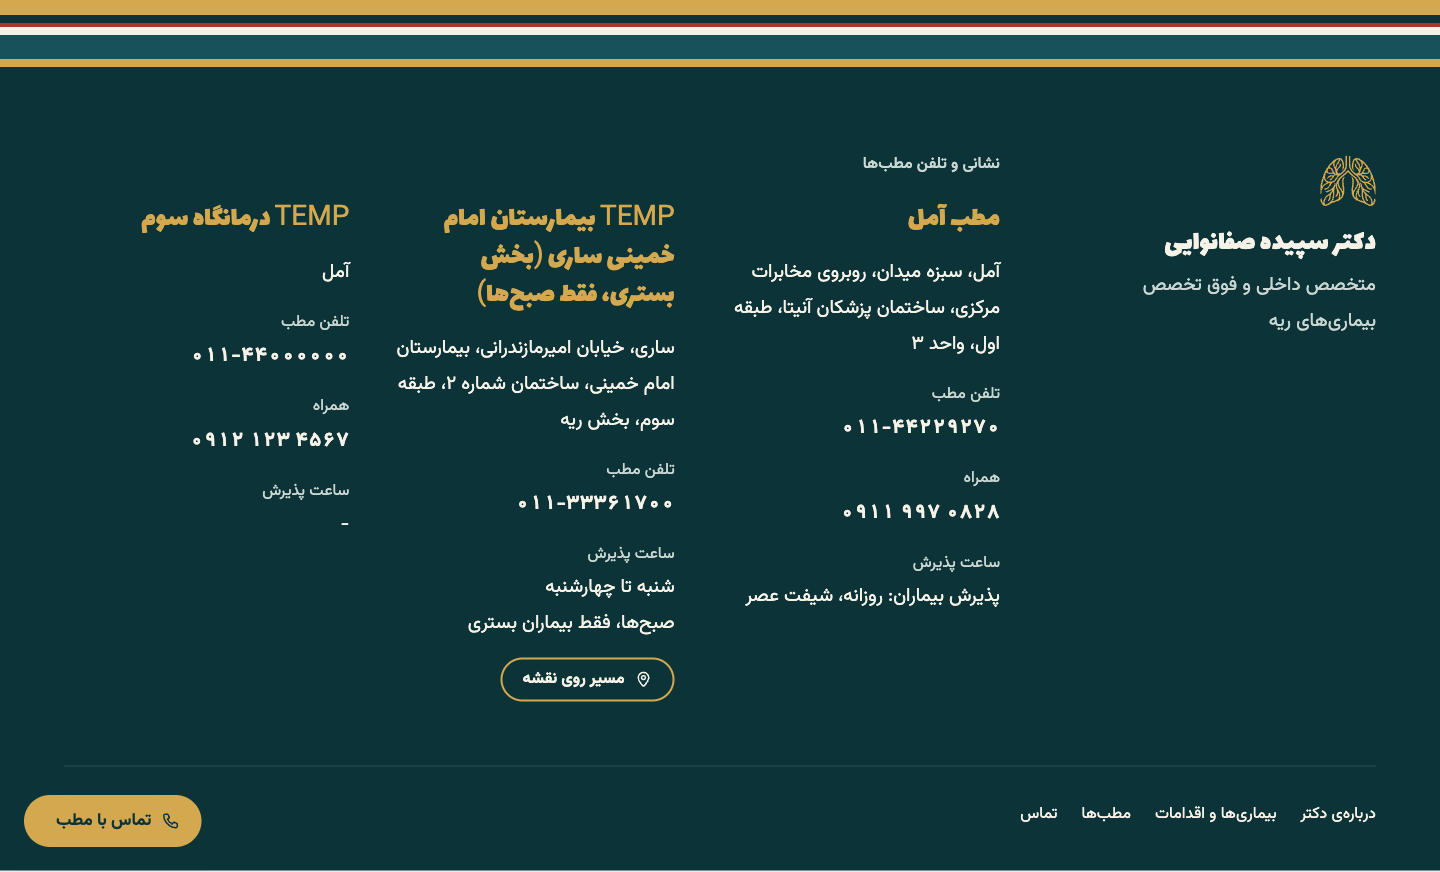 دکتر سپیده صفانوایی
متخصص داخلی و فوق تخصص
بیماری‌های ریه
نشانی و تلفن مطب‌ها
مطب آمل
آمل، سبزه میدان، روبروی مخابرات
مرکزی، ساختمان پزشکان آنیتا، طبقه
اول، واحد ۳
تلفن مطب
۰۱۱-۴۴۲۲۹۲۷۰
همراه
۰۹۱۱ ۹۹۷ ۰۸۲۸
ساعت پذیرش
پذیرش بیماران: روزانه، شیفت عصر
TEMP بیمارستان امام
خمینی ساری (بخش
بستری، فقط صبح‌ها)
ساری، خیابان امیرمازندرانی، بیمارستان
امام خمینی، ساختمان شماره ۲، طبقه
سوم، بخش ریه
تلفن مطب
۰۱۱-۳۳۳۶۱۷۰۰
ساعت پذیرش
شنبه تا چهارشنبه
صبح‌ها، فقط بیماران بستری
مسیر روی نقشه
TEMP درمانگاه سوم
آمل
تلفن مطب
۰۱۱-۴۴۰۰۰۰۰۰
همراه
۰۹۱۲ ۱۲۳ ۴۵۶۷
ساعت پذیرش
-
درباره‌ی دکتر بیماری‌ها و اقدامات مطب‌ها تماس
تماس با مطب